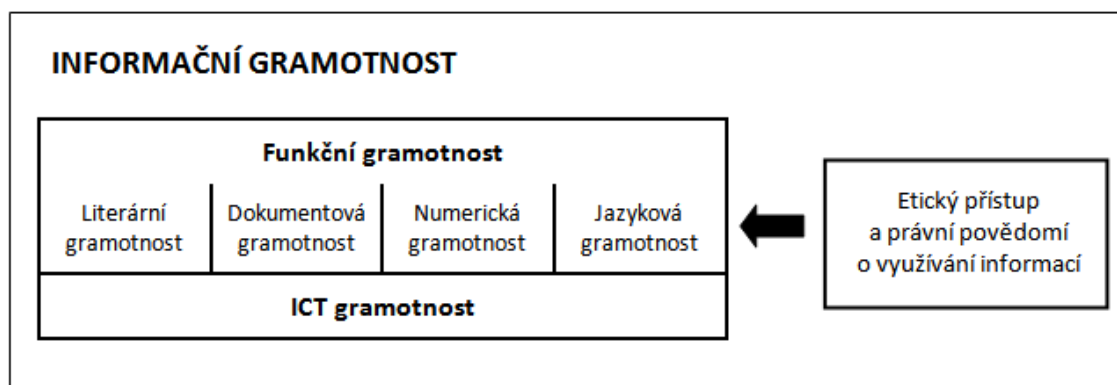 INFORMAČNÍ GRAMOTNOST
Funkční gramotnost
Literární
gramotnost
Dokumentová
gramotnost
Numerická
gramotnost
Jazyková
gramotnost
ICT gramotnost
Etický přístup
a právní povědomí
o využívání informací